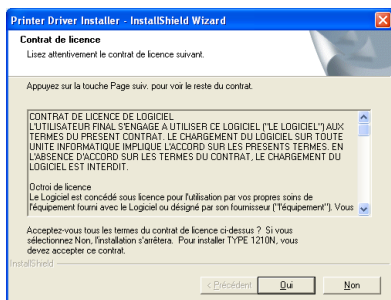 Printer Driver Installer - InstallShield Wizard
Contrat de licence
Lisez attentivement le contrat de licence suivant.
Appuyez sur la touche Page suiv. pour voir le reste du contrat.
CONTRAT DE LICENCE DE LOGICIEL
L'UTILISATEUR FINAL S'ENGAGE A UTILISER CE LOGICIEL ("LE LOGICIEL") AUX
TERMES DU PRESENT CONTRAT. LE CHARGEMENT DU LOGICIEL SUR TOUTE
UNITE INFORMATIQUE IMPLIQUE L'ACCORD SUR LES PRESENTS TERMES. EN
L'ABSENCE D'ACCORD SUR LES TERMES DU CONTRAT, LE CHARGEMENT DU
LOGICIEL EST INTERDIT.
Octroi de licence
Le Logiciel est concédé sous licence pour l'utilisation par vos propres soins de
l'équipement fourni avec le Logiciel ou désigné par son fournisseur ("l'équipement"). Vous
Acceptez-vous tous les termes du contrat de licence ci-dessus ? Si vous
sélectionnez Non, l'installation s'arrêtera. Pour installer TYPE 1210N, vous
devez accepter ce contrat.
InstallShield
< Précédent Oui Non